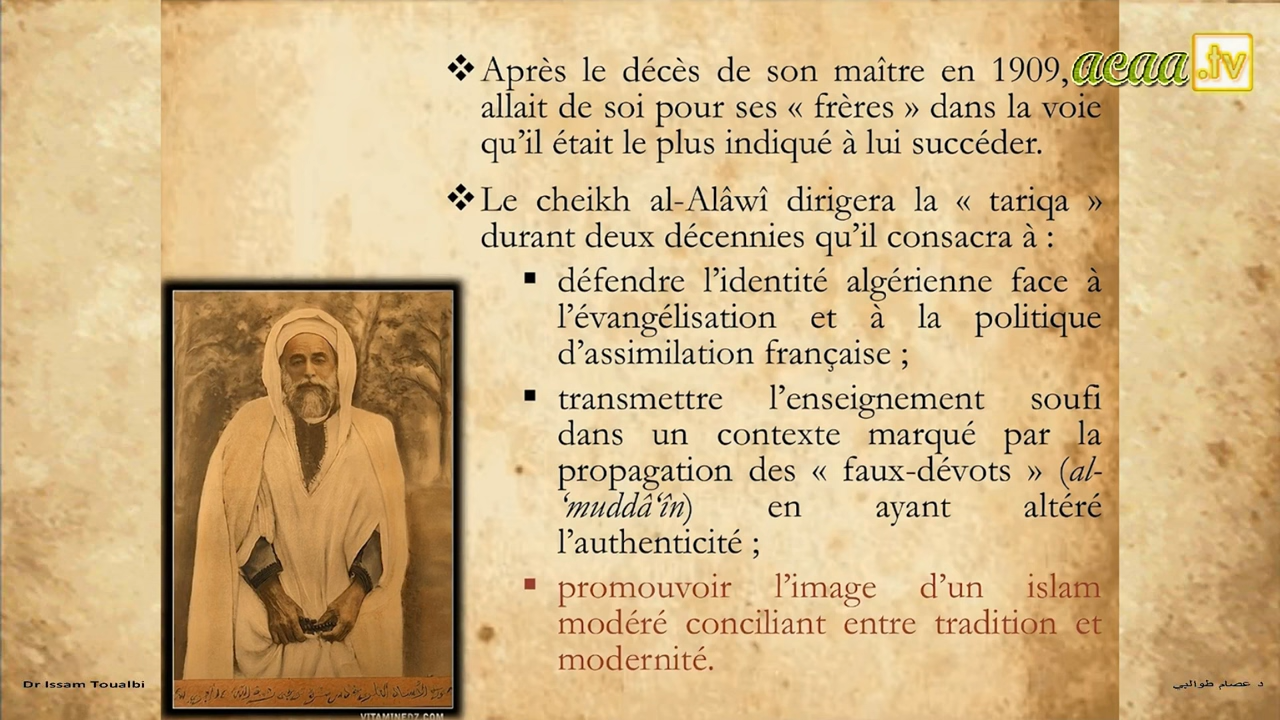 acaa.tv
❖ Après le décès de son maître en 1909,
allait de soi pour ses « frères » dans la voie
qu’il était le plus indiqué à lui succéder.
❖ Le cheikh al-Alâwî dirigera la « tariqa »
durant deux décennies qu’il consacra à :
▪ défendre l’identité algérienne face à
l’évangélisation et à la politique
d’assimilation française ;
▪ transmettre l’enseignement soufi
dans un contexte marqué par la
propagation des « faux-dévots » (al-
‘muddâ‘în) en ayant altéré
l’authenticité ;
▪ promouvoir l’image d’un islam
modéré conciliant entre tradition et
modernité.
VITAMINEDZ.COM
Dr Issam Toualbi
د عصام طوالبي